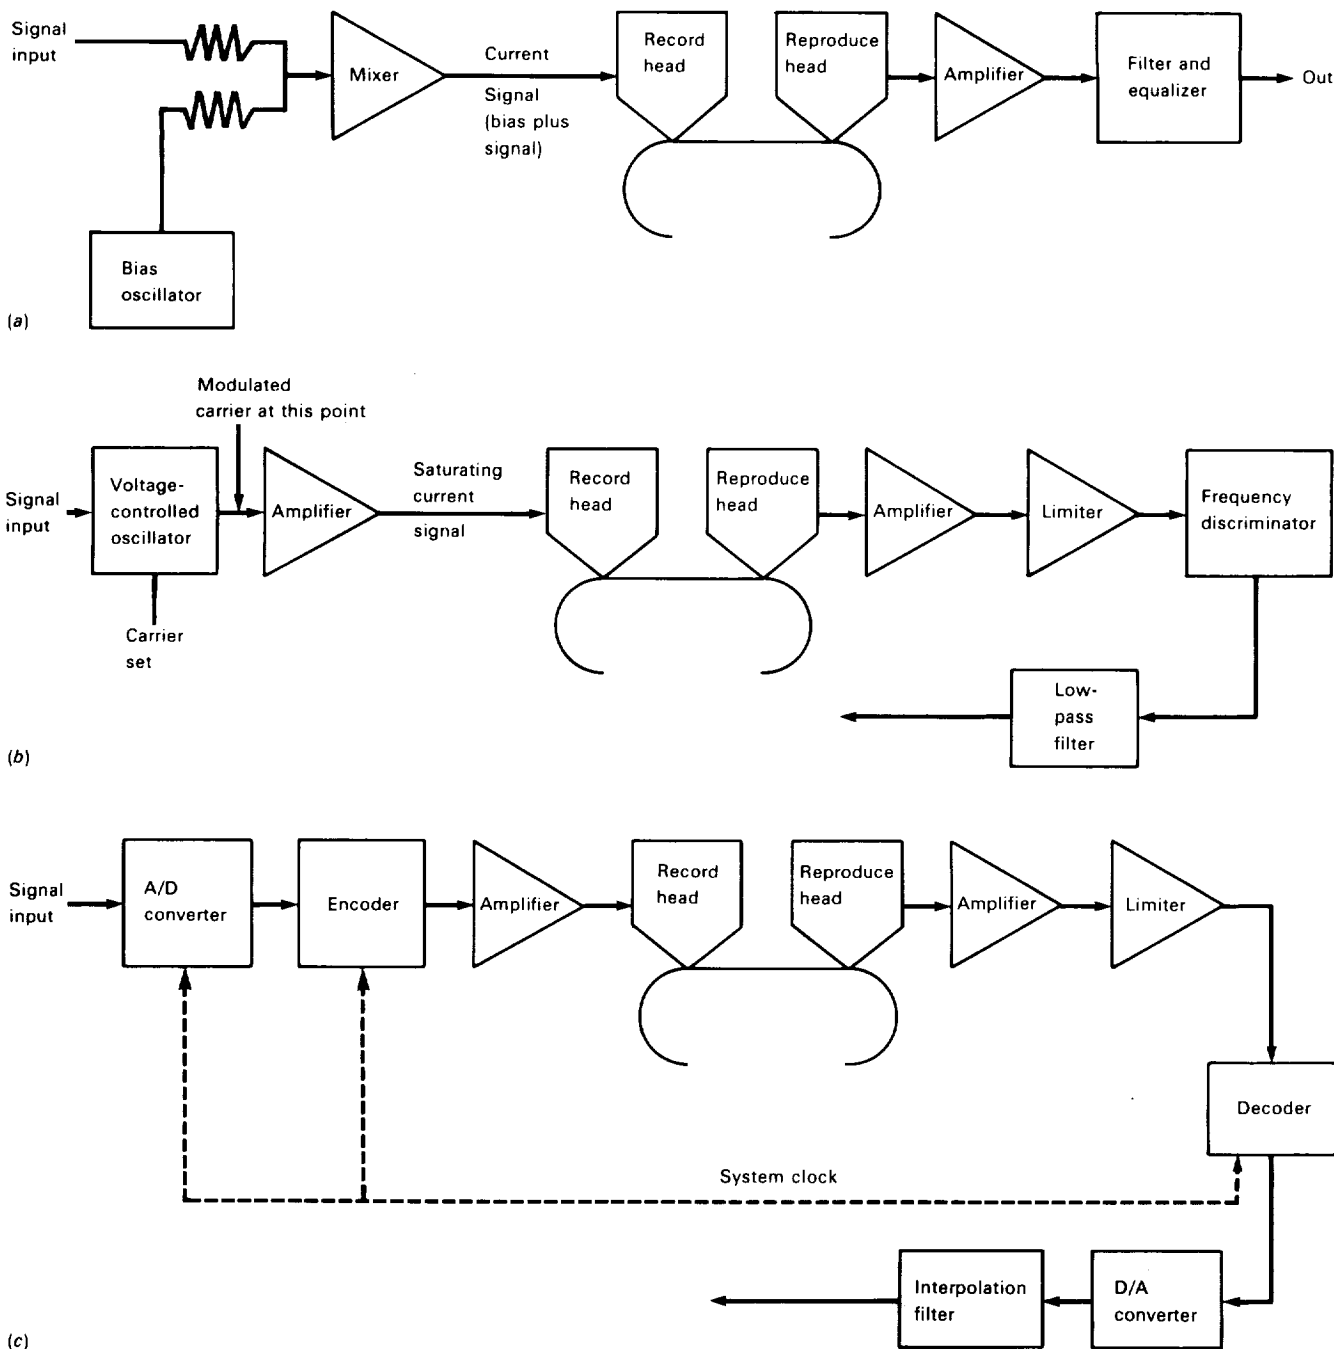 Signal
input
Mixer
Current
Signal
(bias plus
signal)
Record
head
Reproduce
head
Amplifier
Filter and
equalizer
Out
Bias
oscillator
(a)
Modulated
carrier at this point
Signal
input
Voltage-
controlled
oscillator
Amplifier
Saturating
current
signal
Record
head
Reproduce
head
Amplifier
Limiter
Frequency
discriminator
Carrier
set
Low-
pass
filter
(b)
Signal
input
A/D
converter
Encoder
Amplifier
Record
head
Reproduce
head
Amplifier
Limiter
Decoder
System clock
Interpolation
filter
D/A
converter
(c)